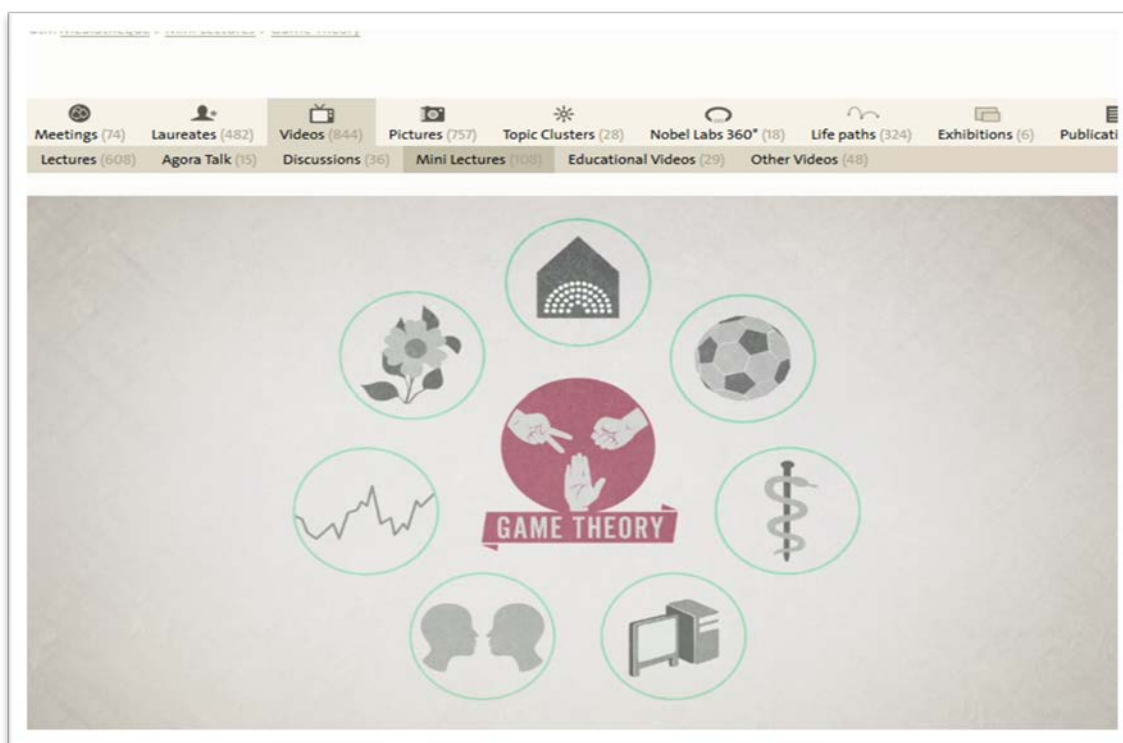 Meetings (74) Laureates (482) Videos (844) Pictures (757) Topic Clusters (28) Nobel Labs 360° (18) Life paths (324) Exhibitions (6) Publicati
Lectures (608) Agora Talk (15) Discussions (36) Mini Lectures (108) Educational Videos (29) Other Videos (48)
GAME THEORY